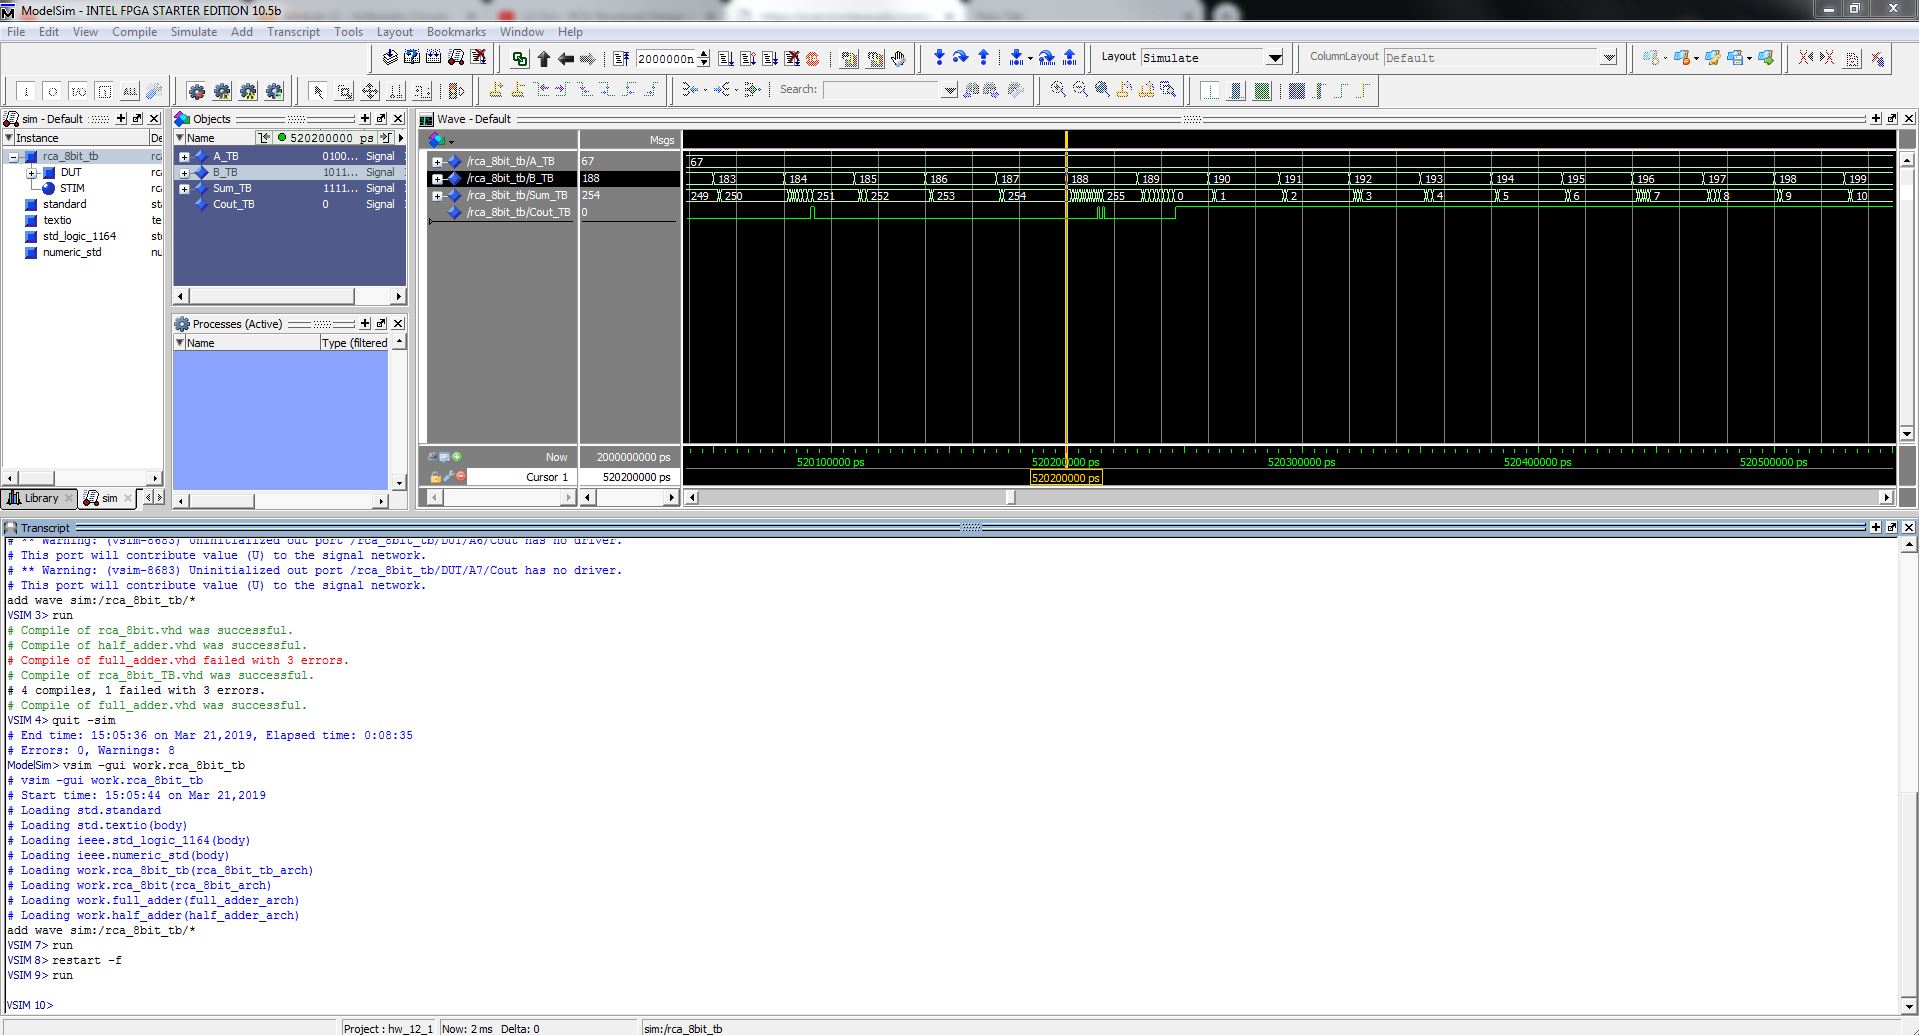 ModelSim - INTEL FPGA STARTER EDITION 10.5b
File Edit View Compile Simulate Add Transcript Tools Layout Bookmarks Window Help
2000000n
Layout Simulate
ColumnLayout Default
Search:
sim - Default
Instance De
rca_8bit_tb rca
DUT rca
STIM rca
standard sta
textio te
std_logic_1164 st
numeric_std nu
Library sim
Objects
Name 520200000 ps
A_TB 0100... Signal
B_TB 1011... Signal
Sum_TB 1111... Signal
Cout_TB 0 Signal
Processes (Active)
Name Type (filtered
Wave - Default
Msgs
/rca_8bit_tb/A_TB 67 67
/rca_8bit_tb/B_TB 188 183 184 185 186 187 188 189 190 191 192 193 194 195 196 197 198 199
/rca_8bit_tb/Sum_TB 254 249 250 251 252 253 254 255 0 1 2 3 4 5 6 7 8 9 10
/rca_8bit_tb/Cout_TB 0
Now 2000000000 ps 520100000 ps 520200000 ps 520300000 ps 520400000 ps 520500000 ps
Cursor 1 520200000 ps 520200000 ps
Transcript
# ** Warning: (vsim-8683) Uninitialized out port /rca_8bit_tb/DUT/A6/Cout has no driver.
# This port will contribute value (U) to the signal network.
# ** Warning: (vsim-8683) Uninitialized out port /rca_8bit_tb/DUT/A7/Cout has no driver.
# This port will contribute value (U) to the signal network.
add wave sim:/rca_8bit_tb/*
VSIM 3> run
# Compile of rca_8bit.vhd was successful.
# Compile of half_adder.vhd was successful.
# Compile of full_adder.vhd failed with 3 errors.
# Compile of rca_8bit_TB.vhd was successful.
# 4 compiles, 1 failed with 3 errors.
# Compile of full_adder.vhd was successful.
VSIM 4> quit -sim
# End time: 15:05:36 on Mar 21,2019, Elapsed time: 0:08:35
# Errors: 0, Warnings: 8
ModelSim> vsim -gui work.rca_8bit_tb
# vsim -gui work.rca_8bit_tb
# Start time: 15:05:44 on Mar 21,2019
# Loading std.standard
# Loading std.textio(body)
# Loading ieee.std_logic_1164(body)
# Loading ieee.numeric_std(body)
# Loading work.rca_8bit_tb(rca_8bit_tb_arch)
# Loading work.rca_8bit(rca_8bit_arch)
# Loading work.full_adder(full_adder_arch)
# Loading work.half_adder(half_adder_arch)
add wave sim:/rca_8bit_tb/*
VSIM 7> run
VSIM 8> restart -f
VSIM 9> run
VSIM 10>
Project : hw_12_1 Now: 2 ms Delta: 0 sim:/rca_8bit_tb